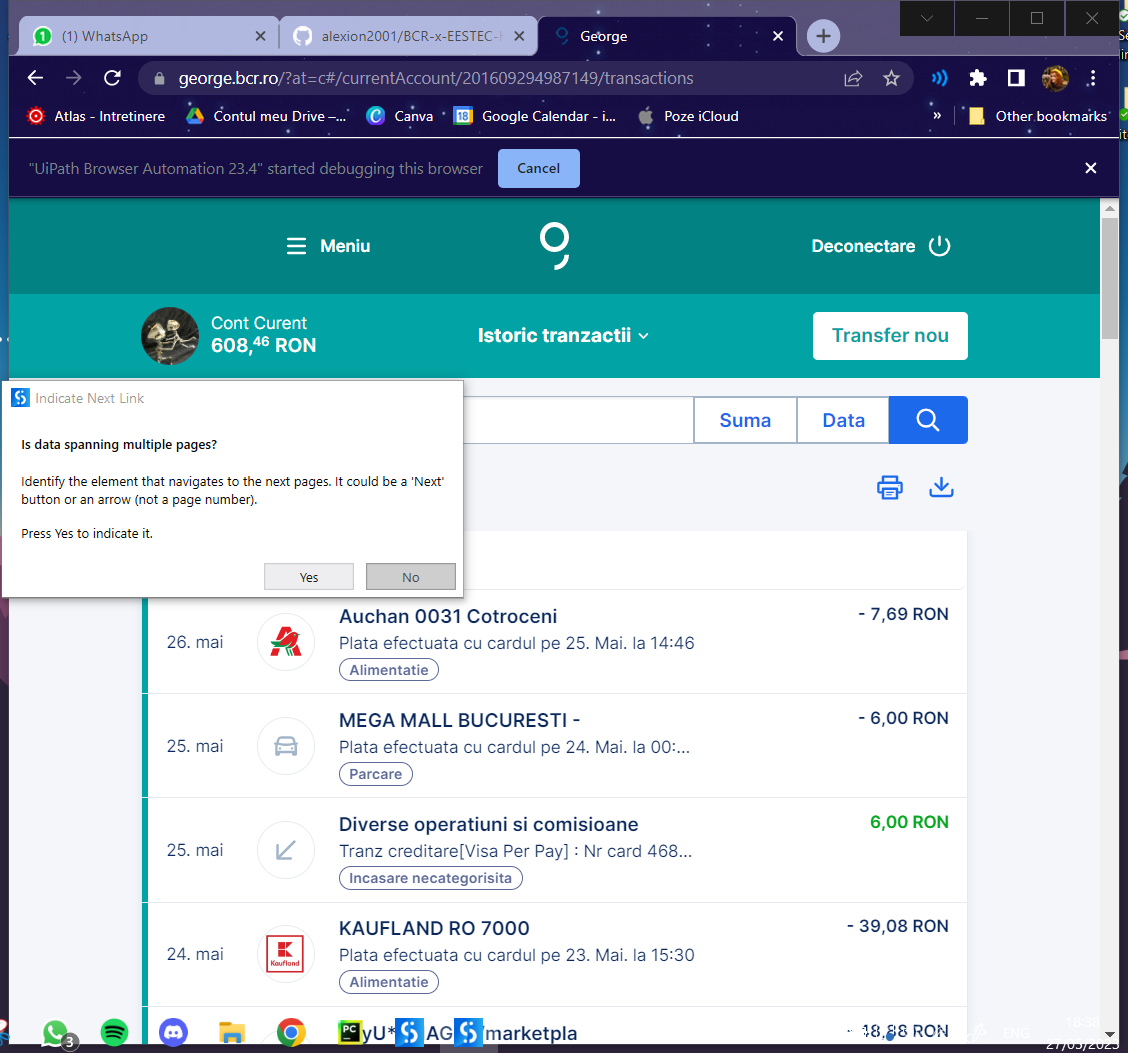 (1) WhatsApp
alexion2001/BCR-x-EESTEC-
George
george.bcr.ro/?at=c#/currentAccount/201609294987149/transactions
Atlas - Intretinere
Contul meu Drive –...
Canva
18
Google Calendar - i...
Poze iCloud
»
Other bookmarks
"UiPath Browser Automation 23.4" started debugging this browser
Cancel
Meniu
Deconectare
Cont Curent
608,46 RON
Istoric tranzactii
Transfer nou
Indicate Next Link
Is data spanning multiple pages?
Identify the element that navigates to the next pages. It could be a 'Next'
button or an arrow (not a page number).
Press Yes to indicate it.
Yes
No
Suma
Data
26. mai
Auchan 0031 Cotroceni
- 7,69 RON
Plata efectuata cu cardul pe 25. Mai. la 14:46
Alimentatie
25. mai
MEGA MALL BUCURESTI -
- 6,00 RON
Plata efectuata cu cardul pe 24. Mai. la 00:...
Parcare
25. mai
Diverse operatiuni si comisioane
6,00 RON
Tranz creditare[Visa Per Pay] : Nr card 468...
Incasare necategorisita
24. mai
Kaufland
KAUFLAND RO 7000
- 39,08 RON
Plata efectuata cu cardul pe 23. Mai. la 15:30
Alimentatie
3
PC
yU*
AG
/marketpla
- 18,88 RON
ENG
27/05/2023